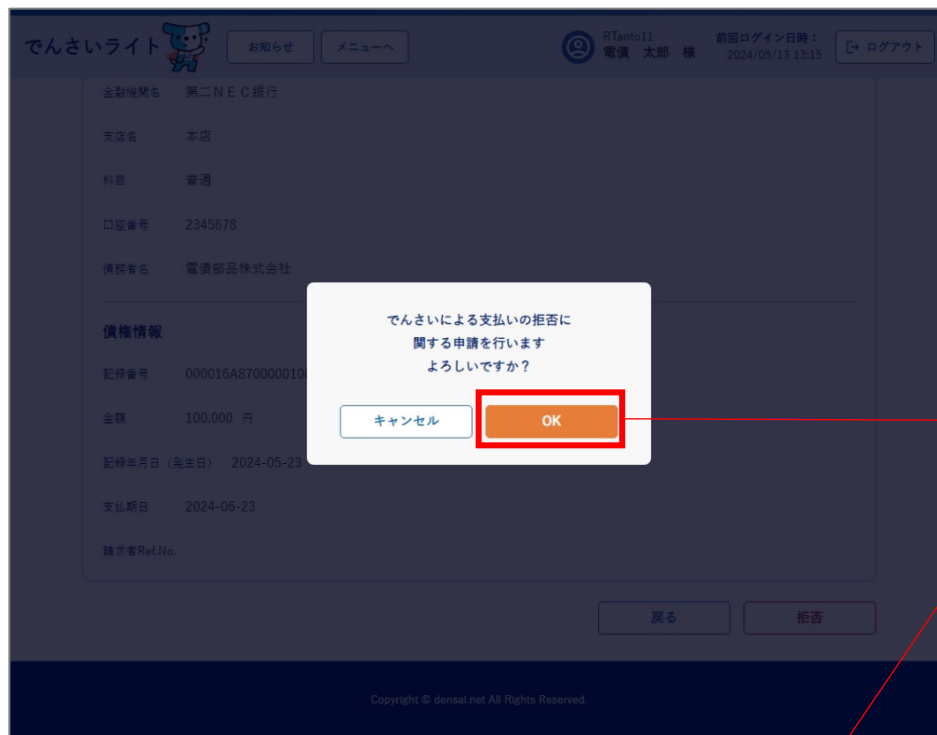 でんさいライト
お知らせ
メニューへ
RTanto11
電債 太郎 様
前回ログイン日時：
2024/05/13 13:15
ログアウト
金融機関名 第二ＮＥＣ銀行
支店名 本店
科目 普通
口座番号 2345678
債務者名 電債部品株式会社
債権情報
記録番号 000016A8700000100
金額 100,000 円
記録年月日（発生日） 2024-05-23
支払期日 2024-06-23
請求者Ref.No.
でんさいによる支払いの拒否に
関する申請を行います
よろしいですか？
キャンセル
OK
戻る
拒否
Copyright © densai.net All Rights Reserved.